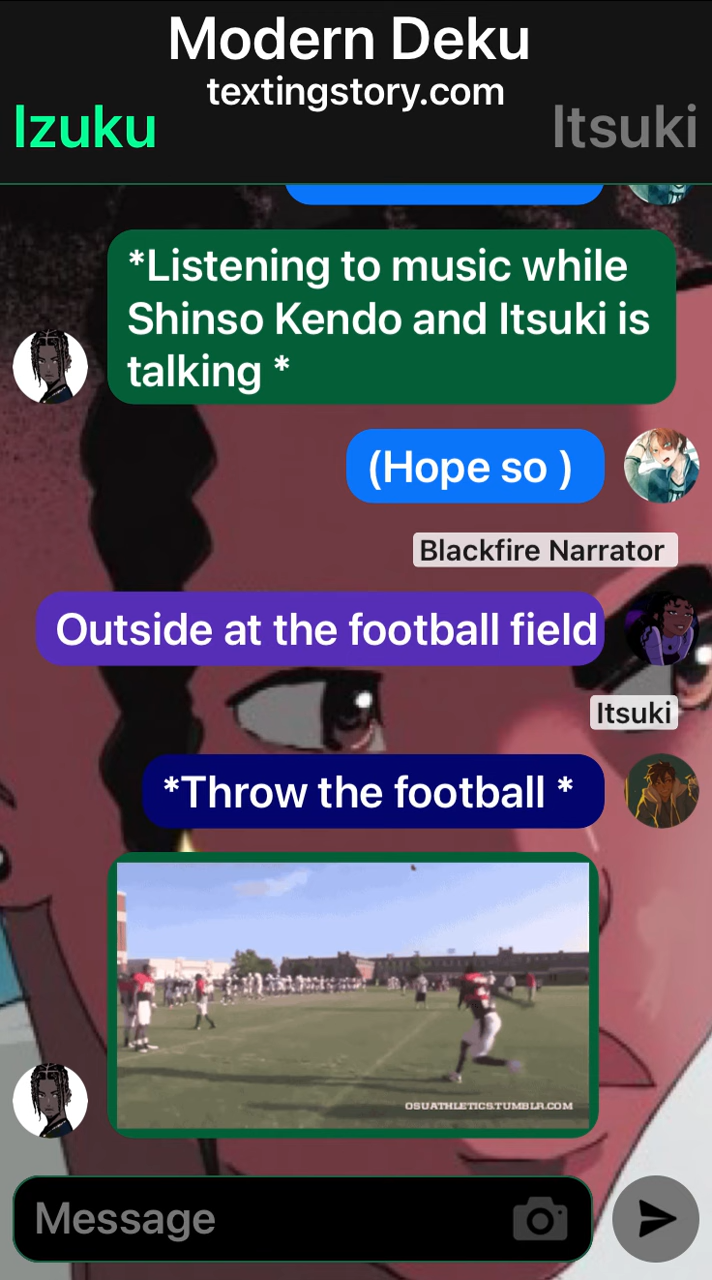 Modern Deku
textingstory.com
Izuku
Itsuki
*Listening to music while
Shinso Kendo and Itsuki is
talking *
(Hope so )
Blackfire Narrator
Outside at the football field
Itsuki
*Throw the football *
OSUATHLETICS.TUMBLR.COM
Message